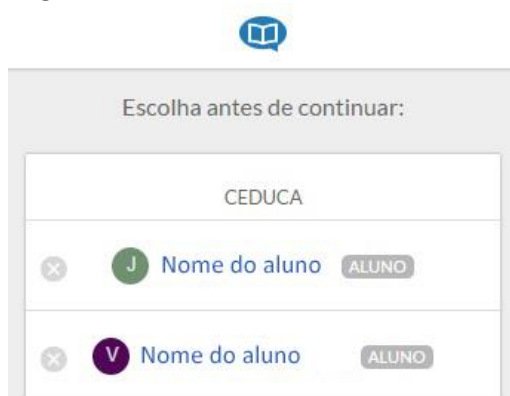 Escolha antes de continuar:
CEDUCA
J Nome do aluno ALUNO
V Nome do aluno ALUNO